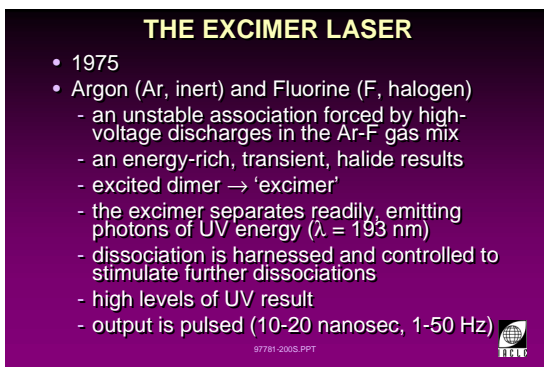 THE EXCIMER LASER
• 1975
• Argon (Ar, inert) and Fluorine (F, halogen)
- an unstable association forced by high-
voltage discharges in the Ar-F gas mix
- an energy-rich, transient, halide results
- excited dimer → ‘excimer’
- the excimer separates readily, emitting
photons of UV energy (λ = 193 nm)
- dissociation is harnessed and controlled to
stimulate further dissociations
- high levels of UV result
- output is pulsed (10-20 nanosec, 1-50 Hz)
97781-200S.PPT
IACLE